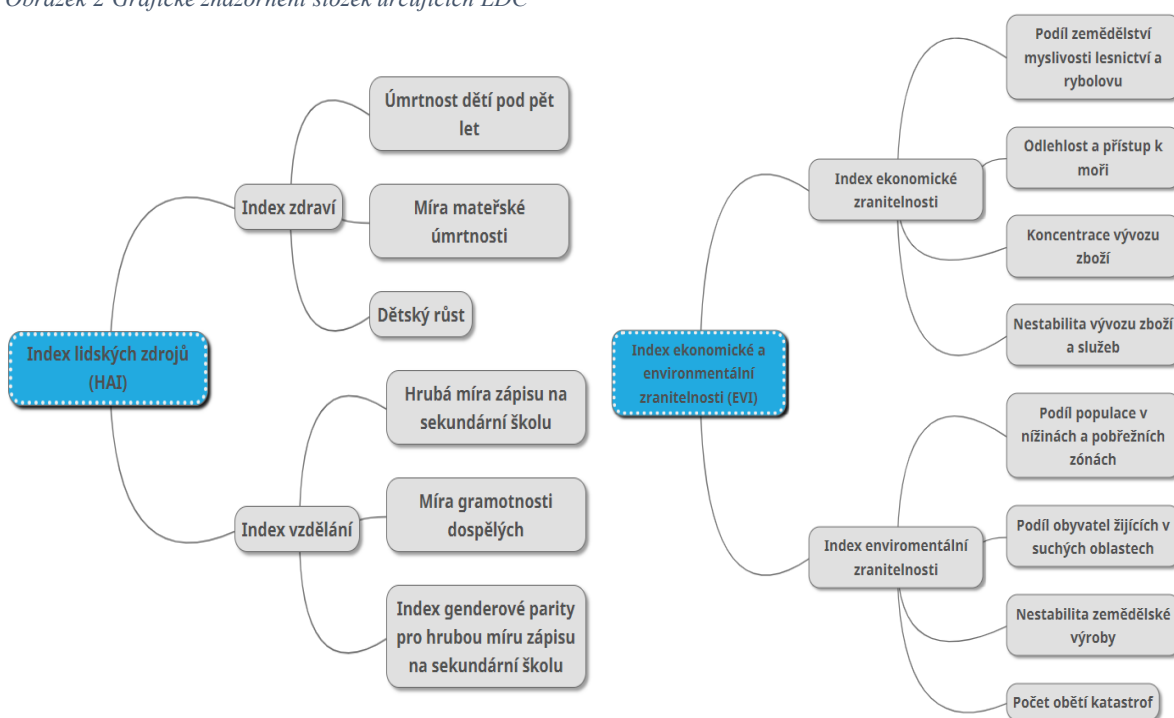 Obrázek 2 Grafické znázornění složek určujících LDC
Index lidských zdrojů
(HAI)
Index zdraví
Úmrtnost dětí pod pět
let
Míra mateřské
úmrtnosti
Dětský růst
Index vzdělání
Hrubá míra zápisu na
sekundární školu
Míra gramotnosti
dospělých
Index genderové parity
pro hrubou míru zápisu
na sekundární školu
Index ekonomické a
environmentální
zranitelnosti (EVI)
Index ekonomické
zranitelnosti
Podíl zemědělství
myslivosti lesnictví a
rybolovu
Odlehlost a přístup k
moři
Koncentrace vývozu
zboží
Nestabilita vývozu zboží
a služeb
Index enviromentální
zranitelnosti
Podíl populace v
nížinách a pobřežních
zónách
Podíl obyvatel žijících v
suchých oblastech
Nestabilita zemědělské
výroby
Počet obětí katastrof